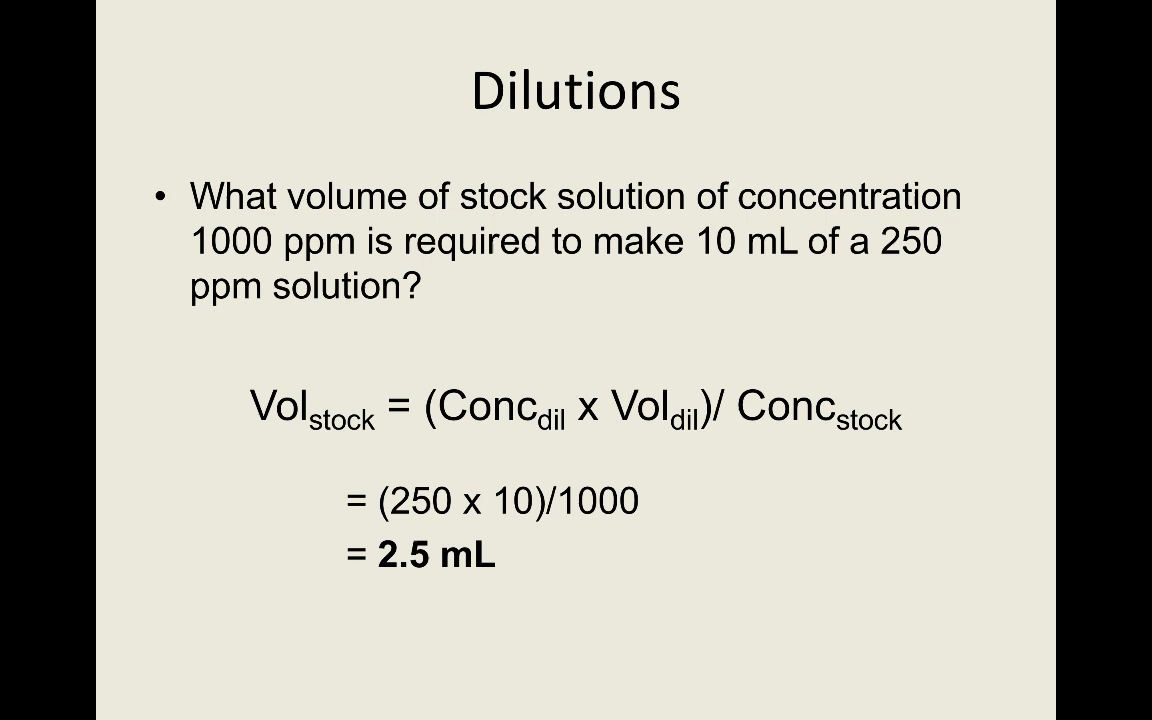 Dilutions
• What volume of stock solution of concentration
1000 ppm is required to make 10 mL of a 250
ppm solution?
Volstock = (Concdil x Voldil)/ Concstock
= (250 x 10)/1000
= 2.5 mL